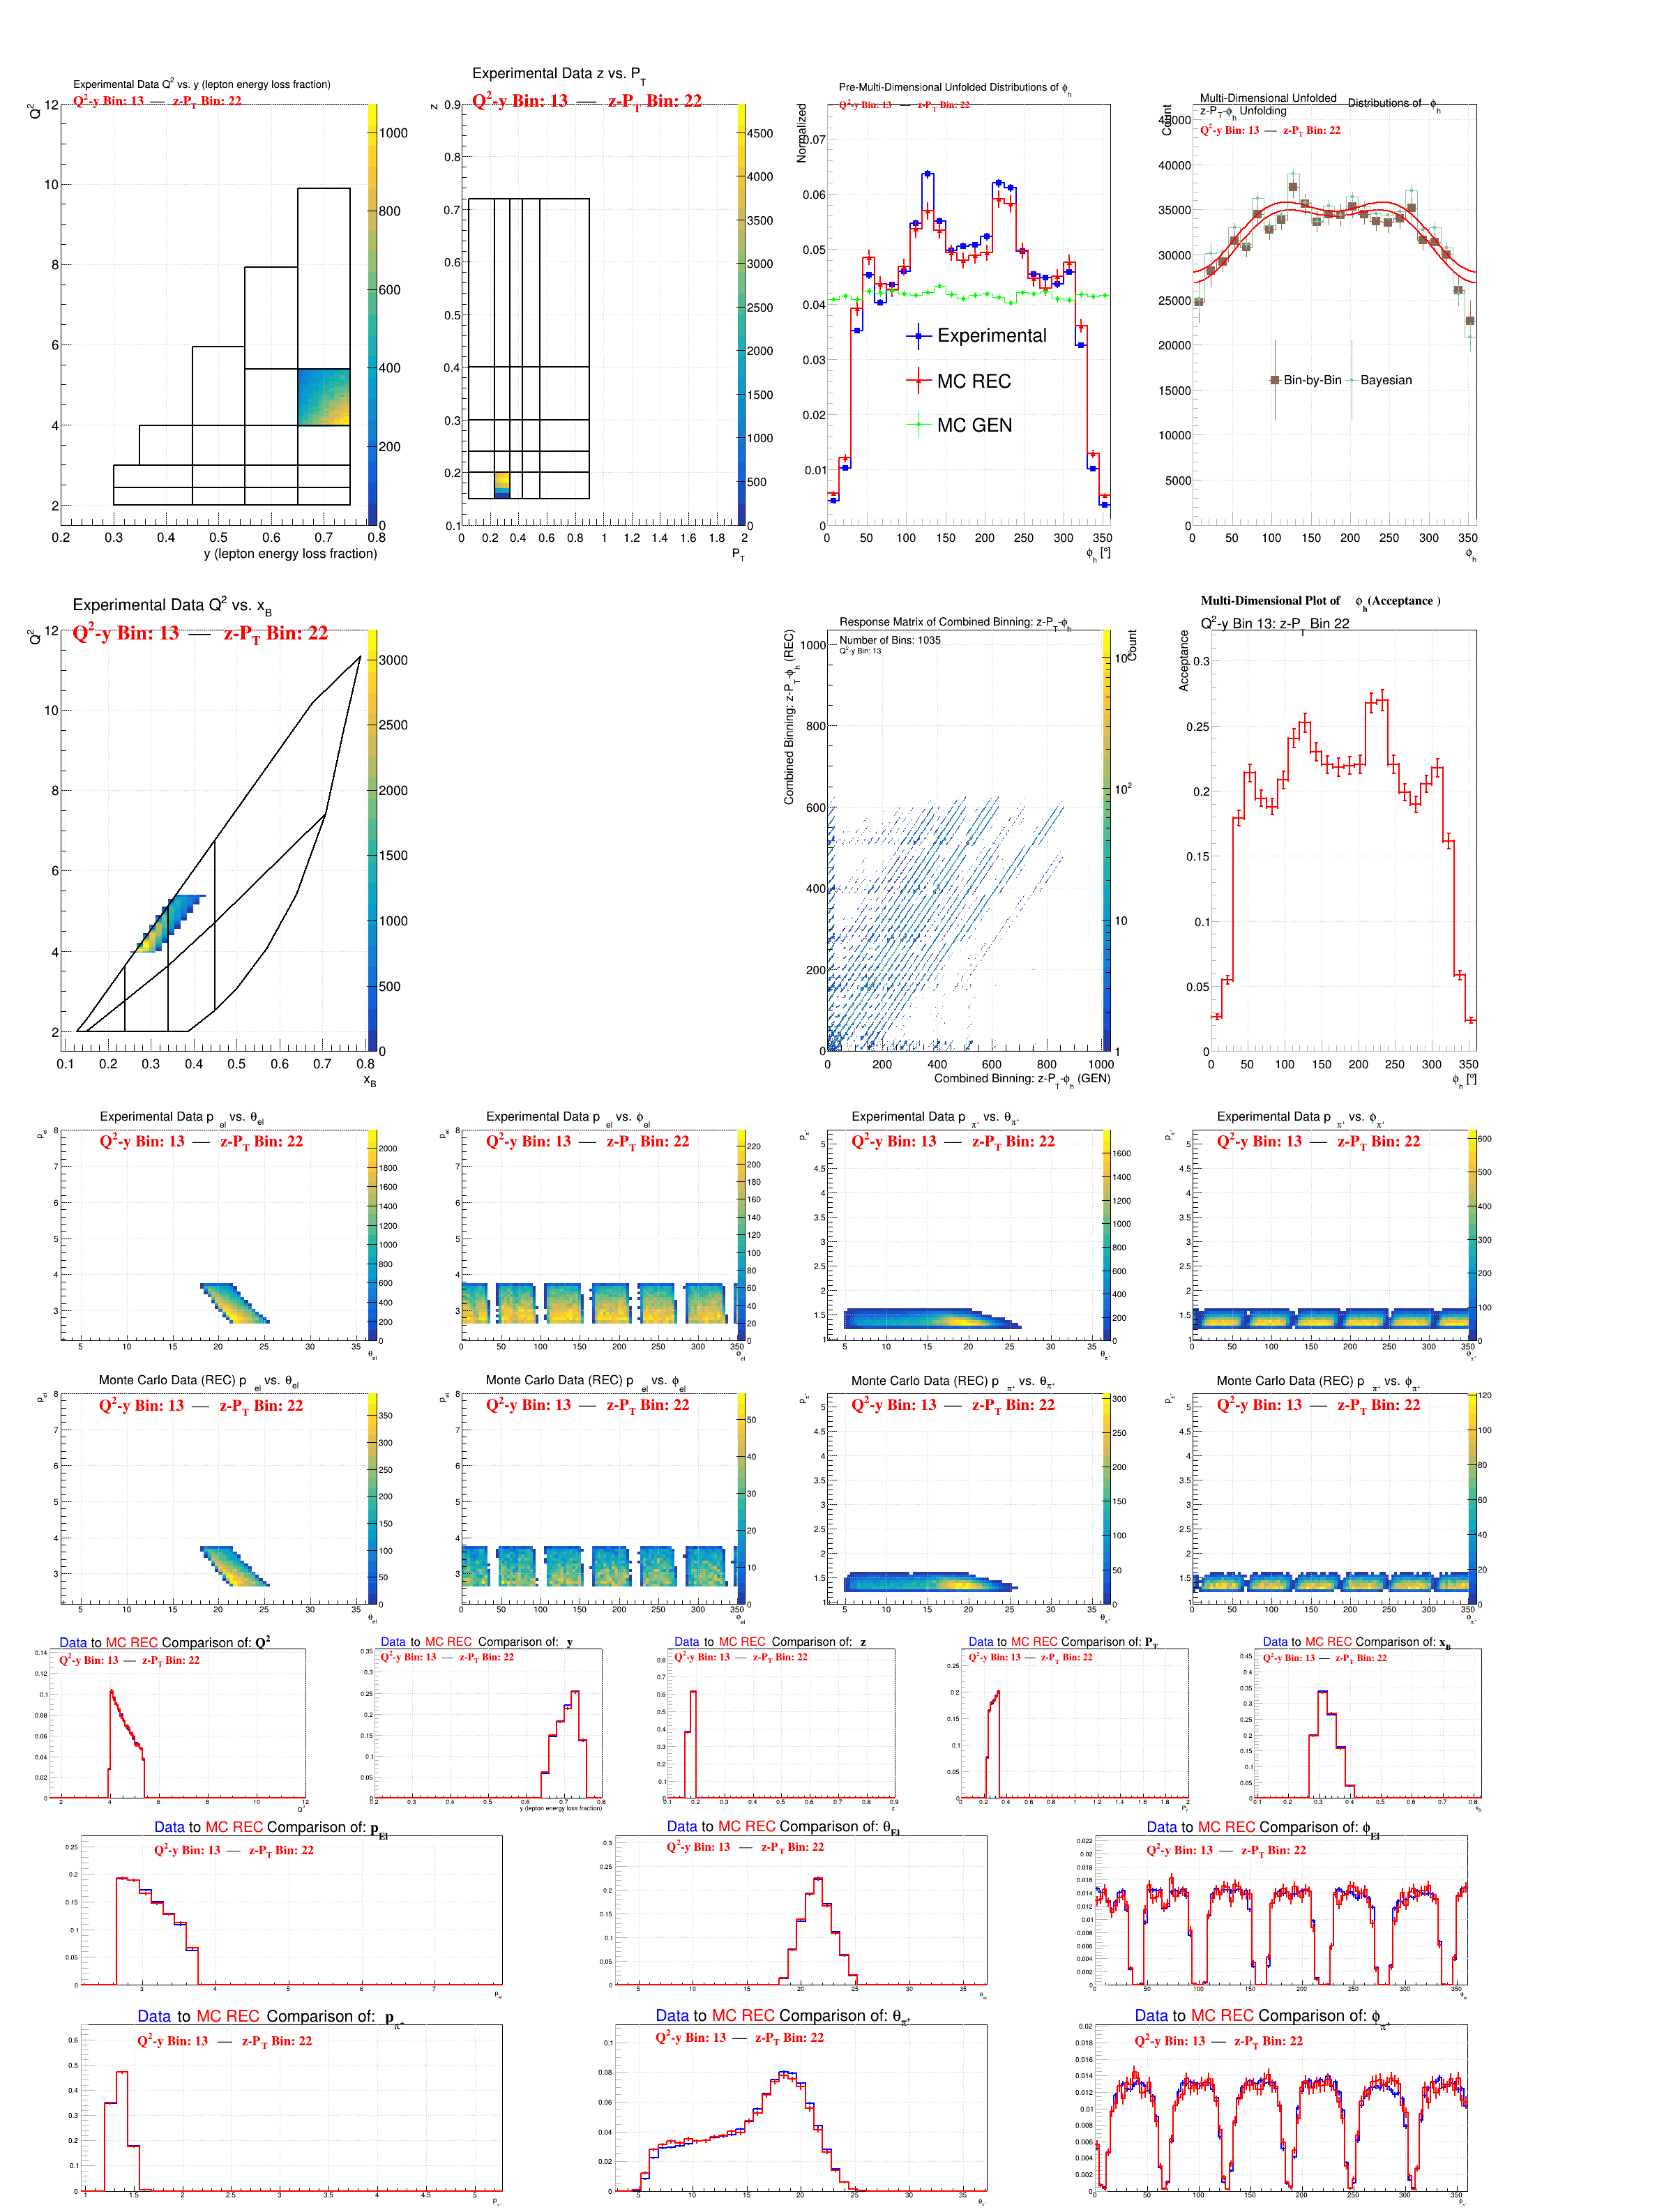 Experimental Data Q² vs. y (lepton energy loss fraction)
Q²-y Bin: 13 — z-P_T Bin: 22
Q²
y (lepton energy loss fraction)
Experimental Data z vs. P_T
Q²-y Bin: 13 — z-P_T Bin: 22
z
P_T
Pre-Multi-Dimensional Unfolded Distributions of ϕ_h
Q²-y Bin: 13 — z-P_T Bin: 22
Normalized
Experimental
MC REC
MC GEN
ϕ_h [°]
Multi-Dimensional Unfolded Distributions of ϕ_h
z-P_T-ϕ_h Unfolding
Q²-y Bin: 13 — z-P_T Bin: 22
Count
Bin-by-Bin
Bayesian
ϕ_h
Experimental Data Q² vs. x_B
Q²-y Bin: 13 — z-P_T Bin: 22
Q²
x_B
Response Matrix of Combined Binning: z-P_T-ϕ_h
Number of Bins: 1035
Q²-y Bin: 13
Combined Binning: z-P_T-ϕ_h (REC)
Count
Combined Binning: z-P_T-ϕ_h (GEN)
Multi-Dimensional Plot of ϕ_h (Acceptance )
Q²-y Bin 13: z-P_T Bin 22
Acceptance
ϕ_h [°]
Experimental Data p_el vs. θ_el
Q²-y Bin: 13 — z-P_T Bin: 22
Experimental Data p_el vs. ϕ_el
Q²-y Bin: 13 — z-P_T Bin: 22
Experimental Data p_π⁺ vs. θ_π⁺
Q²-y Bin: 13 — z-P_T Bin: 22
Experimental Data p_π⁺ vs. ϕ_π⁺
Q²-y Bin: 13 — z-P_T Bin: 22
Monte Carlo Data (REC) p_el vs. θ_el
Q²-y Bin: 13 — z-P_T Bin: 22
Monte Carlo Data (REC) p_el vs. ϕ_el
Q²-y Bin: 13 — z-P_T Bin: 22
Monte Carlo Data (REC) p_π⁺ vs. θ_π⁺
Q²-y Bin: 13 — z-P_T Bin: 22
Monte Carlo Data (REC) p_π⁺ vs. ϕ_π⁺
Q²-y Bin: 13 — z-P_T Bin: 22
Data to MC REC Comparison of: Q²
Q²-y Bin: 13 — z-P_T Bin: 22
Q²
Data to MC REC Comparison of: y
Q²-y Bin: 13 — z-P_T Bin: 22
y (lepton energy loss fraction)
Data to MC REC Comparison of: z
Q²-y Bin: 13 — z-P_T Bin: 22
z
Data to MC REC Comparison of: P_T
Q²-y Bin: 13 — z-P_T Bin: 22
P_T
Data to MC REC Comparison of: x_B
Q²-y Bin: 13 — z-P_T Bin: 22
x_B
Data to MC REC Comparison of: p_El
Q²-y Bin: 13 — z-P_T Bin: 22
Data to MC REC Comparison of: θ_El
Q²-y Bin: 13 — z-P_T Bin: 22
Data to MC REC Comparison of: ϕ_El
Q²-y Bin: 13 — z-P_T Bin: 22
Data to MC REC Comparison of: p_π⁺
Q²-y Bin: 13 — z-P_T Bin: 22
Data to MC REC Comparison of: θ_π⁺
Q²-y Bin: 13 — z-P_T Bin: 22
Data to MC REC Comparison of: ϕ_π⁺
Q²-y Bin: 13 — z-P_T Bin: 22